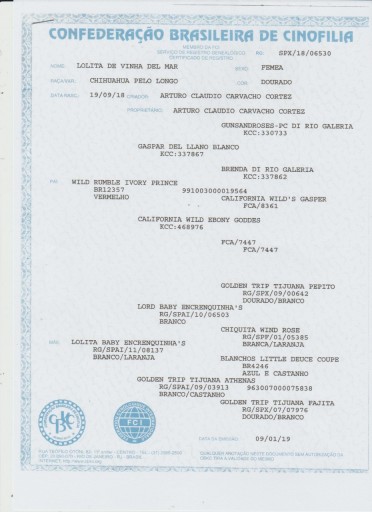 CONFEDERAÇÃO BRASILEIRA DE CINOFILIA
MEMBRO DA FCI
SERVIÇO DE REGISTRO GENEALÓGICO
CERTIFICADO DE REGISTRO
RG: SPX/18/06530
NOME: LOLITA DE VINHA DEL MAR SEXO: FEMEA
RAÇA/VAR: CHIHUAHUA PELO LONGO COR: DOURADO
DATA NASC: 19/09/18 CRIADOR: ARTURO CLAUDIO CARVACHO CORTEZ
PROPRIETÁRIO: ARTURO CLAUDIO CARVACHO CORTEZ
GUNSANDROSES-PC DI RIO GALERIA
KCC:330733
GASPAR DEL LLANO BLANCO
KCC:337867
BRENDA DI RIO GALERIA
KCC:337862
PAI: WILD RUMBLE IVORY PRINCE
BR12357 991003000019564
VERMELHO
CALIFORNIA WILD'S GASPER
FCA/8361
CALIFORNIA WILD EBONY GODDES
KCC:468976
FCA/7447
FCA/7447
GOLDEN TRIP TIJUANA PEPITO
RG/SPX/09/00642
DOURADO/BRANCO
LORD BABY ENCRENQUINHA'S
RG/SPAI/10/06503
BRANCO
CHIQUITA WIND ROSE
RG/SPF/01/05385
BRANCA/LARANJA
MÃE: LOLITA BABY ENCRENQUINHA'S
RG/SPAI/11/08137
BRANCO/LARANJA
BLANCHOS LITTLE DEUCE COUPE
BR4246
AZUL E CASTANHO
GOLDEN TRIP TIJUANA ATHENAS
RG/SPAI/09/03913 963007000075838
BRANCO/CASTANHO
GOLDEN TRIP TIJUANA FAJITA
RG/SPX/07/07976
DOURADO/BRANCO
CBKC
FCI
DATA DA EMISSÃO: 09/01/19